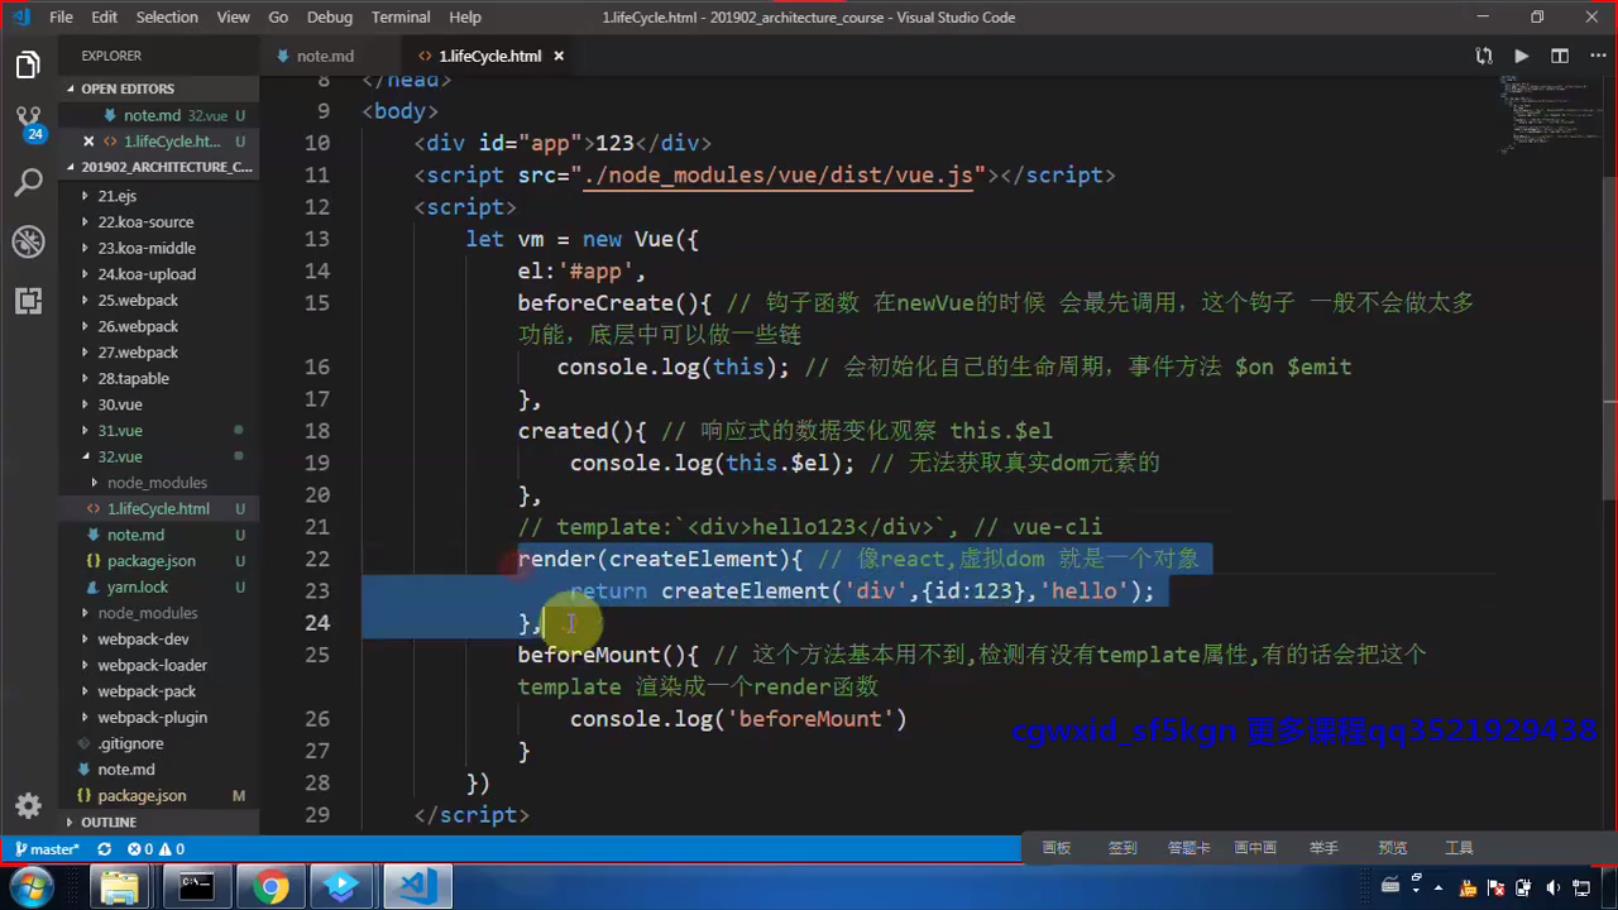 File Edit Selection View Go Debug Terminal Help
1.lifeCycle.html - 201902_architecture_course - Visual Studio Code
EXPLORER
note.md
1.lifeCycle.html
OPEN EDITORS
note.md 32.vue U
1.lifeCycle.ht... U
201902_ARCHITECTURE_C...
21.ejs
22.koa-source
23.koa-middle
24.koa-upload
25.webpack
26.webpack
27.webpack
28.tapable
30.vue
31.vue
32.vue
node_modules
1.lifeCycle.html U
note.md U
package.json U
yarn.lock U
node_modules
webpack-dev
webpack-loader
webpack-pack
webpack-plugin
.gitignore
note.md
package.json M
OUTLINE
24
8 </head>
9 <body>
10 <div id="app">123</div>
11 <script src="./node_modules/vue/dist/vue.js"></script>
12 <script>
13 let vm = new Vue({
14 el:'#app',
15 beforeCreate(){ // 钩子函数 在newVue的时候 会最先调用，这个钩子 一般不会做太多
功能，底层中可以做一些链
16 console.log(this); // 会初始化自己的生命周期，事件方法 $on $emit
17 },
18 created(){ // 响应式的数据变化观察 this.$el
19 console.log(this.$el); // 无法获取真实dom元素的
20 },
21 // template:`<div>hello123</div>`, // vue-cli
22 render(createElement){ // 像react,虚拟dom 就是一个对象
23 return createElement('div',{id:123},'hello');
24 },
25 beforeMount(){ // 这个方法基本用不到,检测有没有template属性,有的话会把这个
template 渲染成一个render函数
26 console.log('beforeMount')
27 }
28 })
29 </script>
cgwxid_sf5kgn 更多课程qq3521929438
master* 0 0
画板 签到 答题卡 画中画 举手 预览 工具